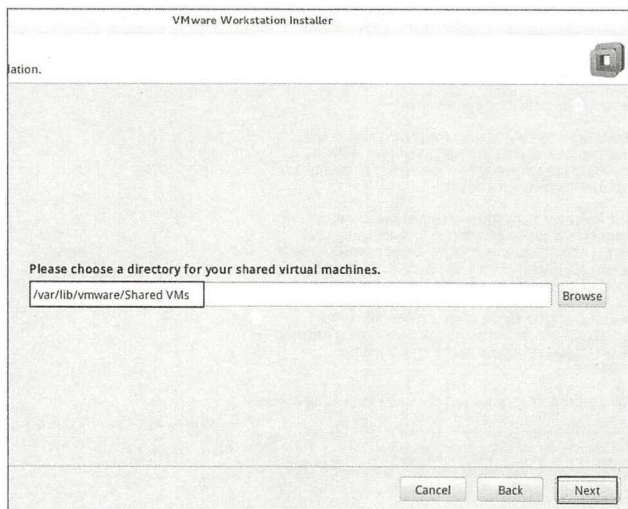 VMware Workstation Installer
lation.
Please choose a directory for your shared virtual machines.
/var/lib/vmware/Shared VMs
Browse
Cancel
Back
Next